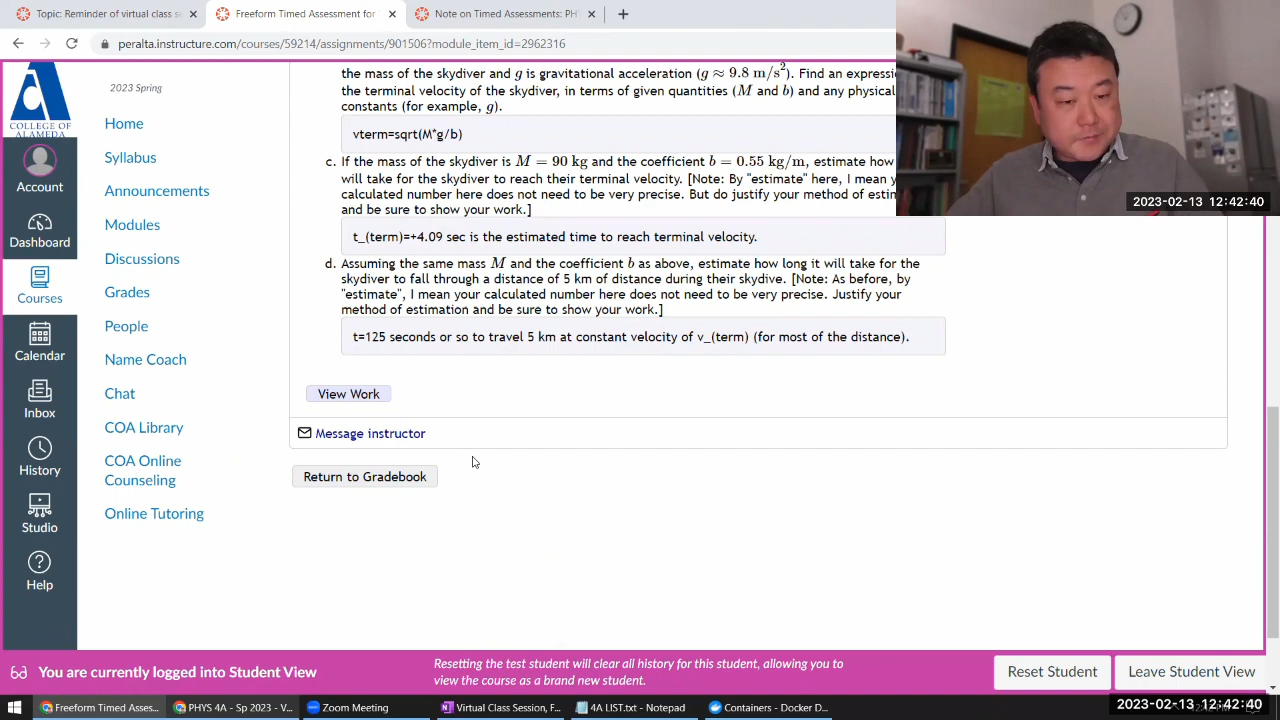 Topic: Reminder of virtual class s
Freeform Timed Assessment for
Note on Timed Assessments: PH
peralta.instructure.com/courses/59214/assignments/901506?module_item_id=2962316
COLLEGE OF
ALAMEDA
Account
Dashboard
Courses
Calendar
Inbox
History
Studio
Help
2023 Spring
Home
Syllabus
Announcements
Modules
Discussions
Grades
People
Name Coach
Chat
COA Library
COA Online
Counseling
Online Tutoring
the mass of the skydiver and g is gravitational acceleration (g ≈ 9.8 m/s²). Find an expressi
the terminal velocity of the skydiver, in terms of given quantities (M and b) and any physical
constants (for example, g).
vterm=sqrt(M*g/b)
c. If the mass of the skydiver is M = 90 kg and the coefficient b = 0.55 kg/m, estimate how
will take for the skydiver to reach their terminal velocity. [Note: By "estimate" here, I mean y
calculated number here does not need to be very precise. But do justify your method of estin
and be sure to show your work.]
t_(term)=+4.09 sec is the estimated time to reach terminal velocity.
d. Assuming the same mass M and the coefficient b as above, estimate how long it will take for the
skydiver to fall through a distance of 5 km of distance during their skydive. [Note: As before, by
"estimate", I mean your calculated number here does not need to be very precise. Justify your
method of estimation and be sure to show your work.]
t=125 seconds or so to travel 5 km at constant velocity of v_(term) (for most of the distance).
View Work
Message instructor
Return to Gradebook
2023-02-13 12:42:40
You are currently logged into Student View
Resetting the test student will clear all history for this student, allowing you to
view the course as a brand new student.
Reset Student
Leave Student View
Freeform Timed Asses...
PHYS 4A - Sp 2023 - V...
Zoom Meeting
Virtual Class Session, F...
4A LIST.txt - Notepad
Containers - Docker D...
2023-02-13 12:42:40